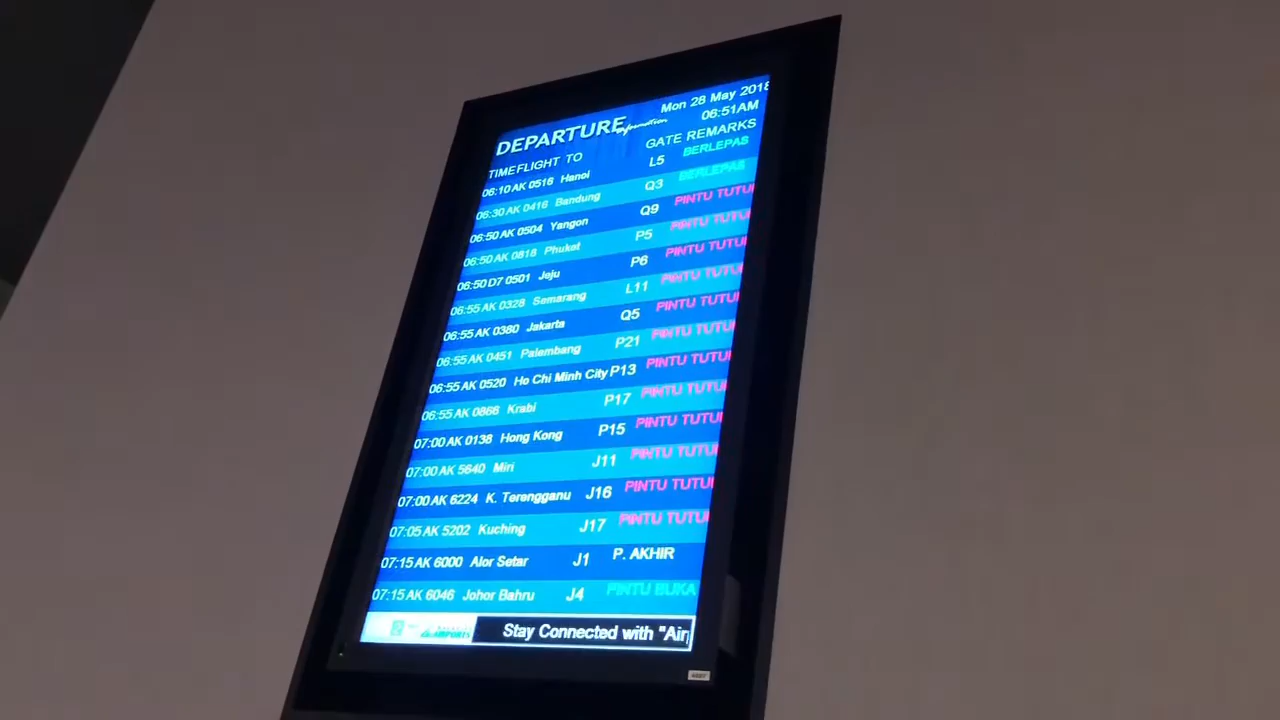 Mon 28 May 2018
DEPARTURE information 06:51AM
TIME FLIGHT TO GATE REMARKS
06:10 AK 0516 Hanoi L5 BERLEPAS
06:30 AK 0416 Bandung Q3 BERLEPAS
06:50 AK 0504 Yangon Q9 PINTU TUTUP
06:50 AK 0818 Phuket P5 PINTU TUTUP
06:50 D7 0501 Jeju P6 PINTU TUTUP
06:55 AK 0328 Semarang L11 PINTU TUTUP
06:55 AK 0380 Jakarta Q5 PINTU TUTUP
06:55 AK 0451 Palembang P21 PINTU TUTUP
06:55 AK 0520 Ho Chi Minh City P13 PINTU TUTUP
06:55 AK 0866 Krabi P17 PINTU TUTUP
07:00 AK 0138 Hong Kong P15 PINTU TUTUP
07:00 AK 5640 Miri J11 PINTU TUTUP
07:00 AK 6224 K. Terengganu J16 PINTU TUTUP
07:05 AK 5202 Kuching J17 PINTU TUTUP
07:15 AK 6000 Alor Setar J1 P. AKHIR
07:15 AK 6046 Johor Bahru J4 PINTU BUKA
AIRPORTS Stay Connected with "Air